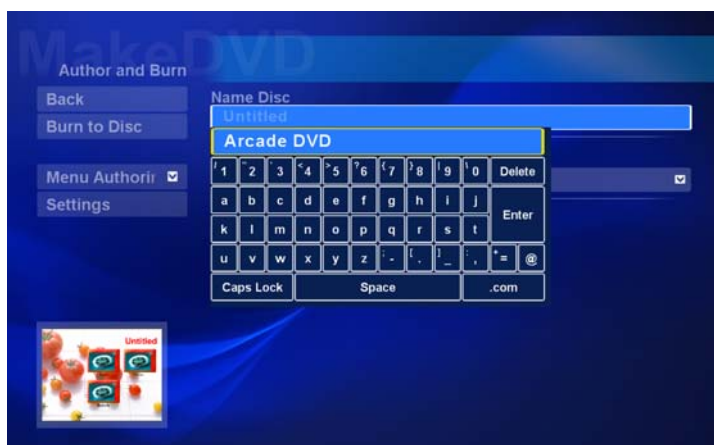 MakeDVD
Author and Burn
Back
Burn to Disc
Menu Authorir
Settings
Name Disc
Untitled
Arcade DVD
1 2 3 < 4 > 5 ? 6 { 7 } 8 | 9 \ 0 Delete
a b c d e f g h i j
Enter
k l m n o p q r s t
u v w x y z ; - [ . ] _ : , + = @
Caps Lock Space .com
Untitled